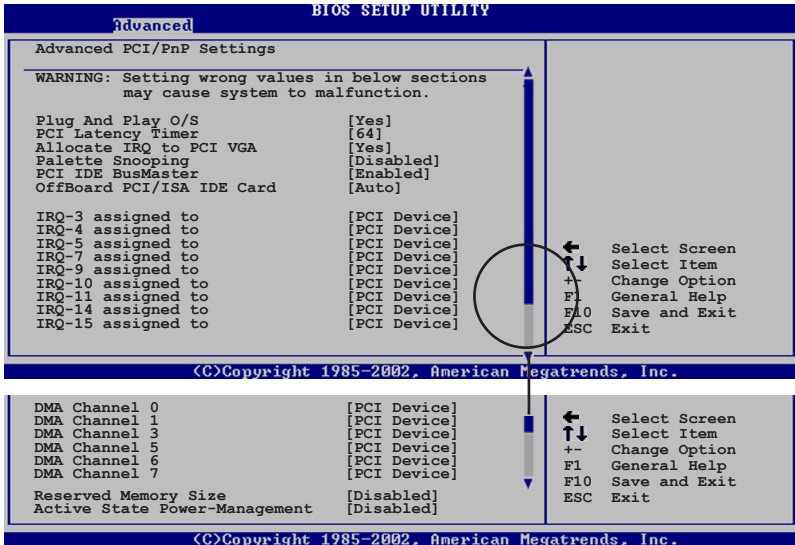 BIOS SETUP UTILITY
Advanced
Advanced PCI/PnP Settings
WARNING: Setting wrong values in below sections
may cause system to malfunction.
Plug And Play O/S [Yes]
PCI Latency Timer [64]
Allocate IRQ to PCI VGA [Yes]
Palette Snooping [Disabled]
PCI IDE BusMaster [Enabled]
OffBoard PCI/ISA IDE Card [Auto]
IRQ-3 assigned to [PCI Device]
IRQ-4 assigned to [PCI Device]
IRQ-5 assigned to [PCI Device]
IRQ-7 assigned to [PCI Device]
IRQ-9 assigned to [PCI Device]
IRQ-10 assigned to [PCI Device]
IRQ-11 assigned to [PCI Device]
IRQ-14 assigned to [PCI Device]
IRQ-15 assigned to [PCI Device]
← Select Screen
↑↓ Select Item
+- Change Option
F1 General Help
F10 Save and Exit
ESC Exit
(C)Copyright 1985-2002, American Megatrends, Inc.
DMA Channel 0 [PCI Device]
DMA Channel 1 [PCI Device]
DMA Channel 3 [PCI Device]
DMA Channel 5 [PCI Device]
DMA Channel 6 [PCI Device]
DMA Channel 7 [PCI Device]
Reserved Memory Size [Disabled]
Active State Power-Management [Disabled]
← Select Screen
↑↓ Select Item
+- Change Option
F1 General Help
F10 Save and Exit
ESC Exit
(C)Copyright 1985-2002, American Megatrends, Inc.